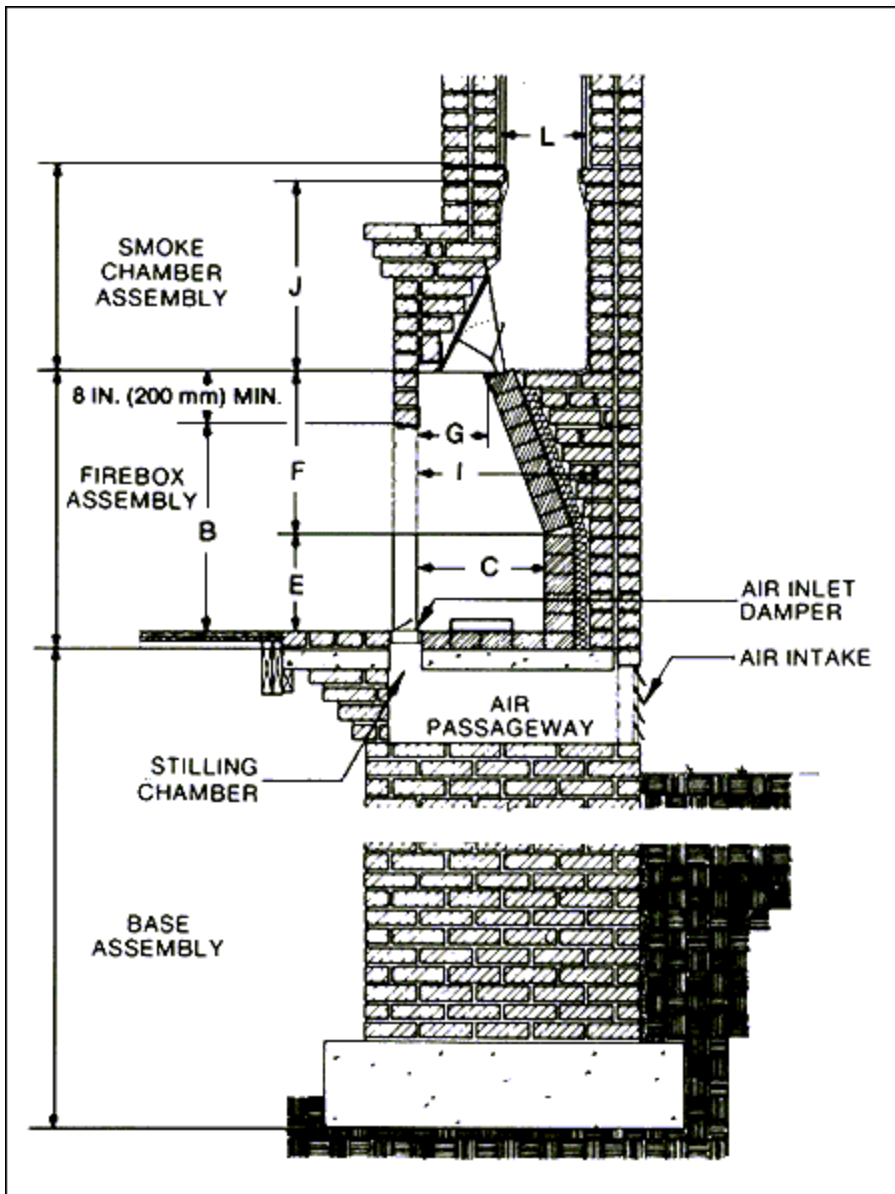 L
SMOKE
CHAMBER
ASSEMBLY
J
8 IN. (200 mm) MIN.
G
F
I
FIREBOX
ASSEMBLY
B
C
E
AIR INLET
DAMPER
AIR INTAKE
AIR
PASSAGEWAY
STILLING
CHAMBER
BASE
ASSEMBLY